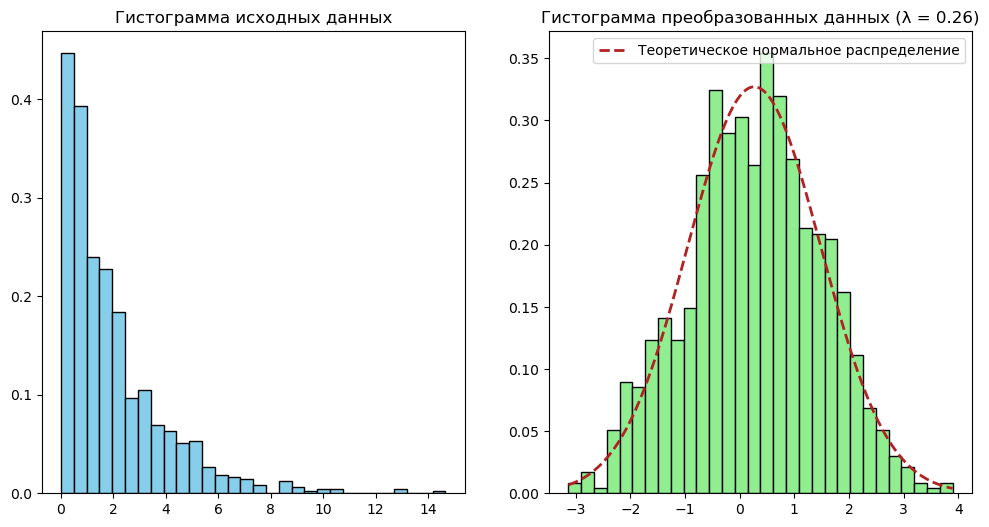 Гистограмма исходных данных
0.4
0.3
0.2
0.1
0.0
0 2 4 6 8 10 12 14
Гистограмма преобразованных данных (λ = 0.26)
Теоретическое нормальное распределение
0.35
0.30
0.25
0.20
0.15
0.10
0.05
0.00
−3 −2 −1 0 1 2 3 4